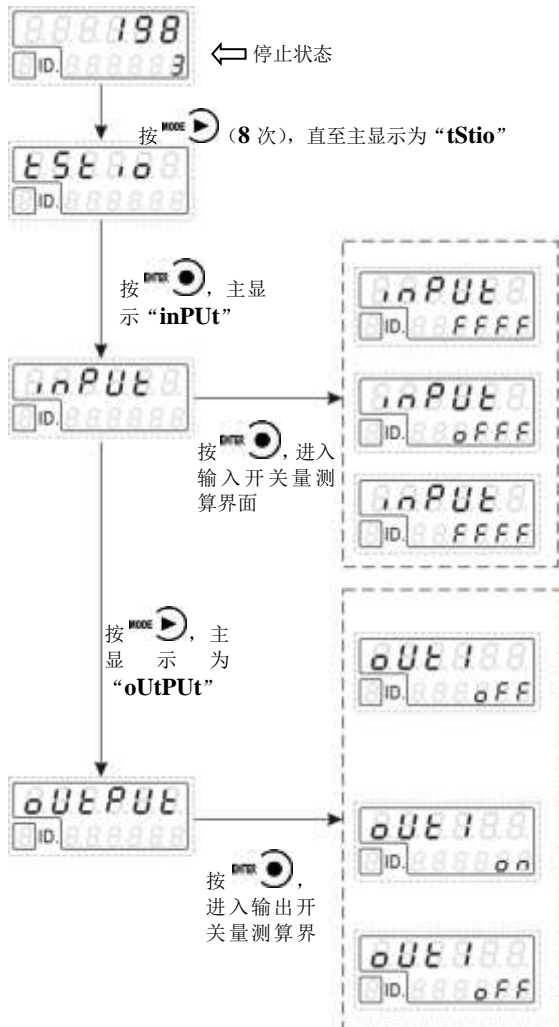 198
ID. 3
停止状态
按 MODE (8 次),直至主显示为“tStio”
tStio
ID.
按 ENTER ,主显
示“inPUt”
inPUt
ID.
按 ENTER ,进入
输入开关量测
算界面
inPUt
ID. FFFF
inPUt
ID. oFFF
inPUt
ID. FFFF
按 MODE ,主
显示为
“oUtPUt”
oUtPUt
ID.
按 ENTER ,
进入输出开
关量测算界
oUt1
ID. oFF
oUt1
ID. on
oUt1
ID. oFF